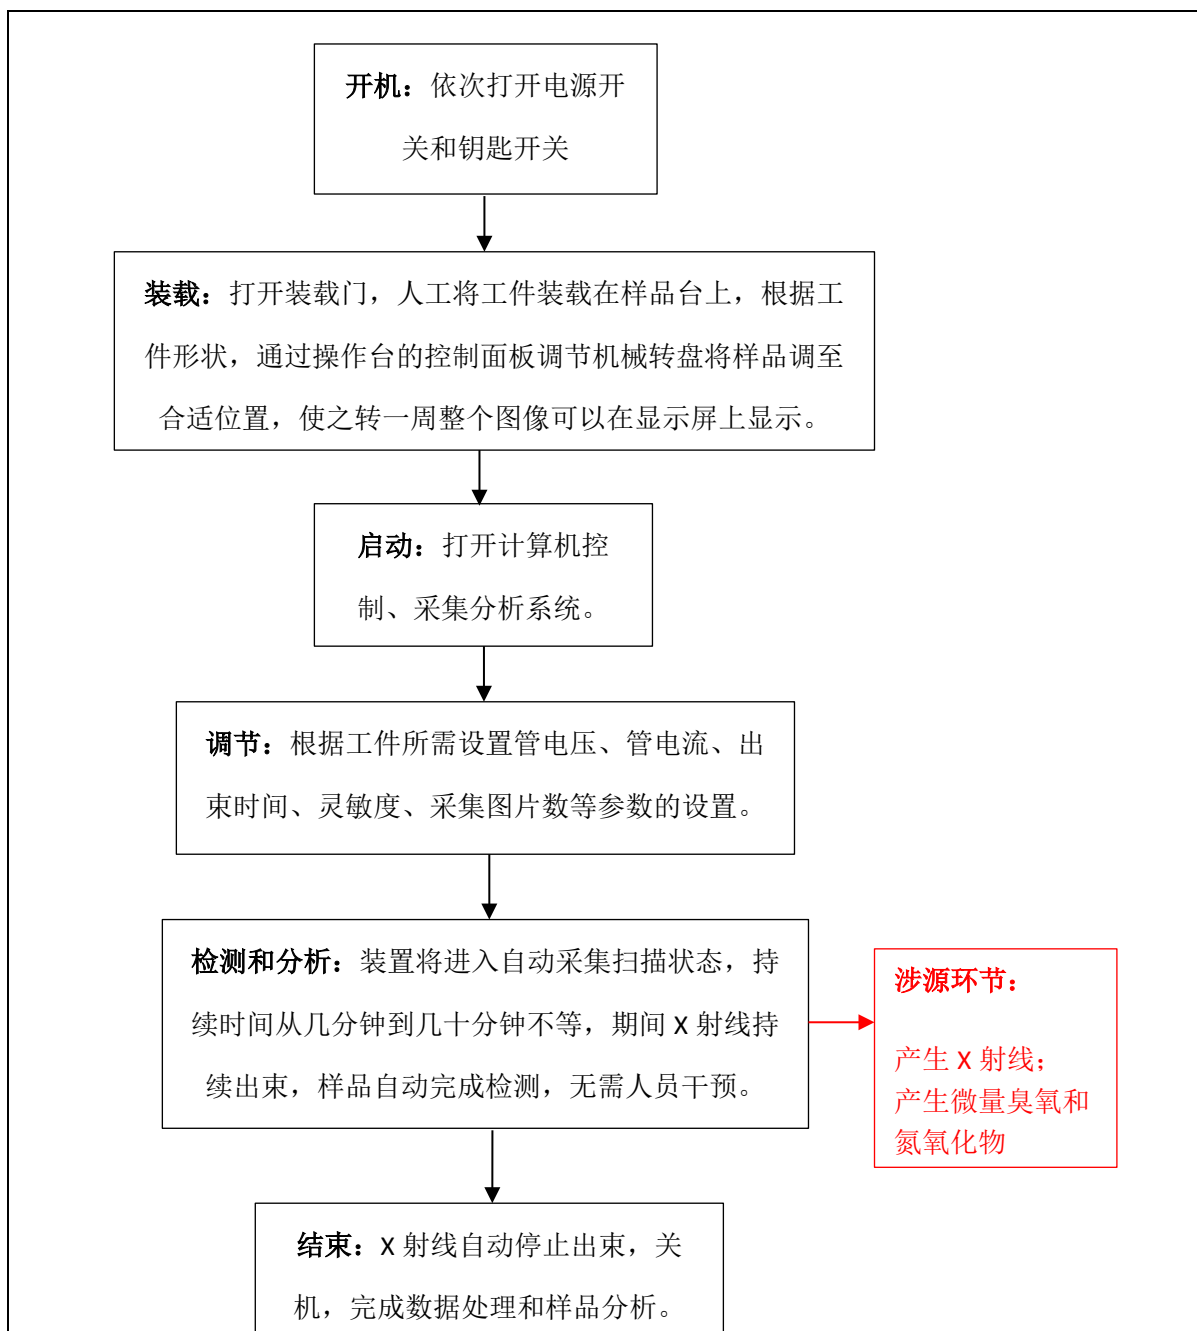 开机：依次打开电源开
关和钥匙开关
装载：打开装载门，人工将工件装载在样品台上，根据工
件形状，通过操作台的控制面板调节机械转盘将样品调至
合适位置，使之转一周整个图像可以在显示屏上显示。
启动：打开计算机控
制、采集分析系统。
调节：根据工件所需设置管电压、管电流、出
束时间、灵敏度、采集图片数等参数的设置。
检测和分析：装置将进入自动采集扫描状态，持
续时间从几分钟到几十分钟不等，期间 X 射线持
续出束，样品自动完成检测，无需人员干预。
涉源环节：
产生 X 射线；
产生微量臭氧和
氮氧化物
结束：X 射线自动停止出束，关
机，完成数据处理和样品分析。